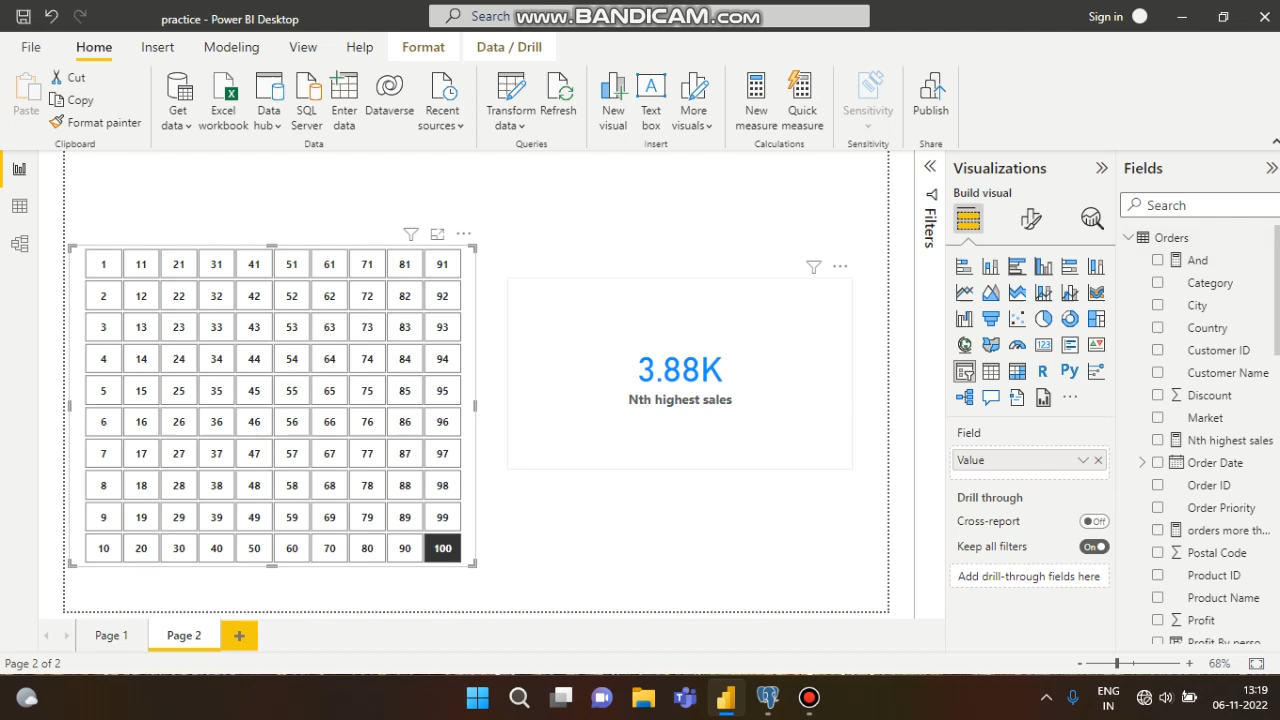 practice - Power BI Desktop
Search
www.BANDICAM.com
Sign in
File Home Insert Modeling View Help Format Data / Drill
Paste
Cut
Copy
Format painter
Clipboard
Get data
Excel workbook
Data hub
SQL Server
Enter data
Dataverse
Recent sources
Data
Transform data
Refresh
Queries
New visual
Text box
More visuals
Insert
New measure
Quick measure
Calculations
Sensitivity
Sensitivity
Publish
Share
1 11 21 31 41 51 61 71 81 91
2 12 22 32 42 52 62 72 82 92
3 13 23 33 43 53 63 73 83 93
4 14 24 34 44 54 64 74 84 94
5 15 25 35 45 55 65 75 85 95
6 16 26 36 46 56 66 76 86 96
7 17 27 37 47 57 67 77 87 97
8 18 28 38 48 58 68 78 88 98
9 19 29 39 49 59 69 79 89 99
10 20 30 40 50 60 70 80 90 100
3.88K
Nth highest sales
Filters
Visualizations
Build visual
123
R
Py
Field
Value
Drill through
Cross-report
Off
Keep all filters
On
Add drill-through fields here
Fields
Search
Orders
And
Category
City
Country
Customer ID
Customer Name
Discount
Market
Nth highest sales
Order Date
Order ID
Order Priority
orders more th...
Postal Code
Product ID
Product Name
Profit
Profit By perso...
Page 1
Page 2
Page 2 of 2
- + 68%
ENG
IN
13:19
06-11-2022